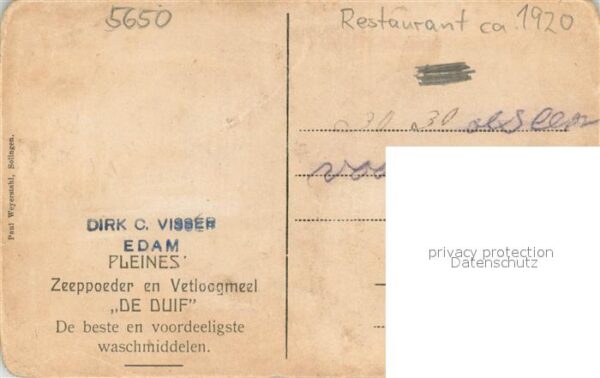 5650
Restaurant ca. 1920
Paul Weyerstahl, Solingen.
DIRK C. VISSER
EDAM
PLEINES'
Zeeppoeder en Vetloogmeel
„DE DUIF"
De beste en voordeeligste
waschmiddelen.
privacy protection
Datenschutz